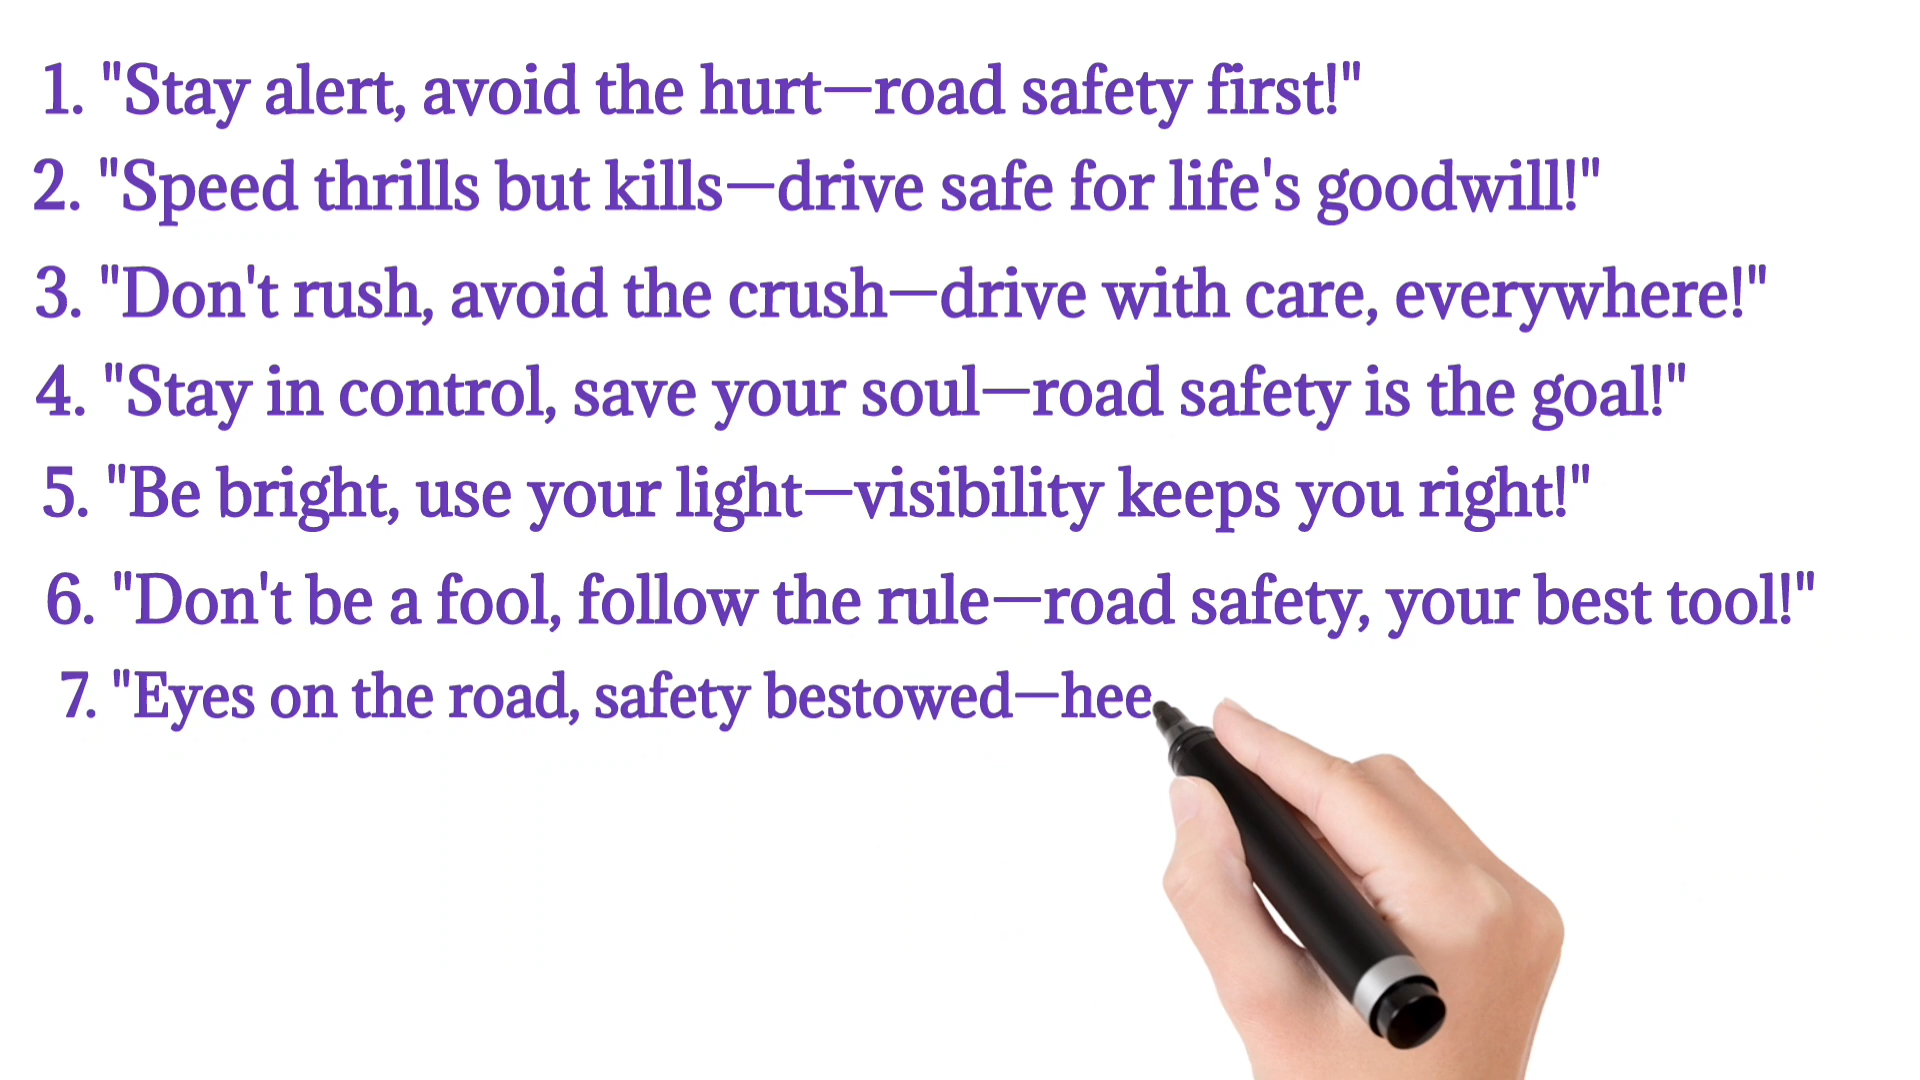 1. "Stay alert, avoid the hurt—road safety first!"
2. "Speed thrills but kills—drive safe for life's goodwill!"
3. "Don't rush, avoid the crush—drive with care, everywhere!"
4. "Stay in control, save your soul—road safety is the goal!"
5. "Be bright, use your light—visibility keeps you right!"
6. "Don't be a fool, follow the rule—road safety, your best tool!"
7. "Eyes on the road, safety bestowed—hee